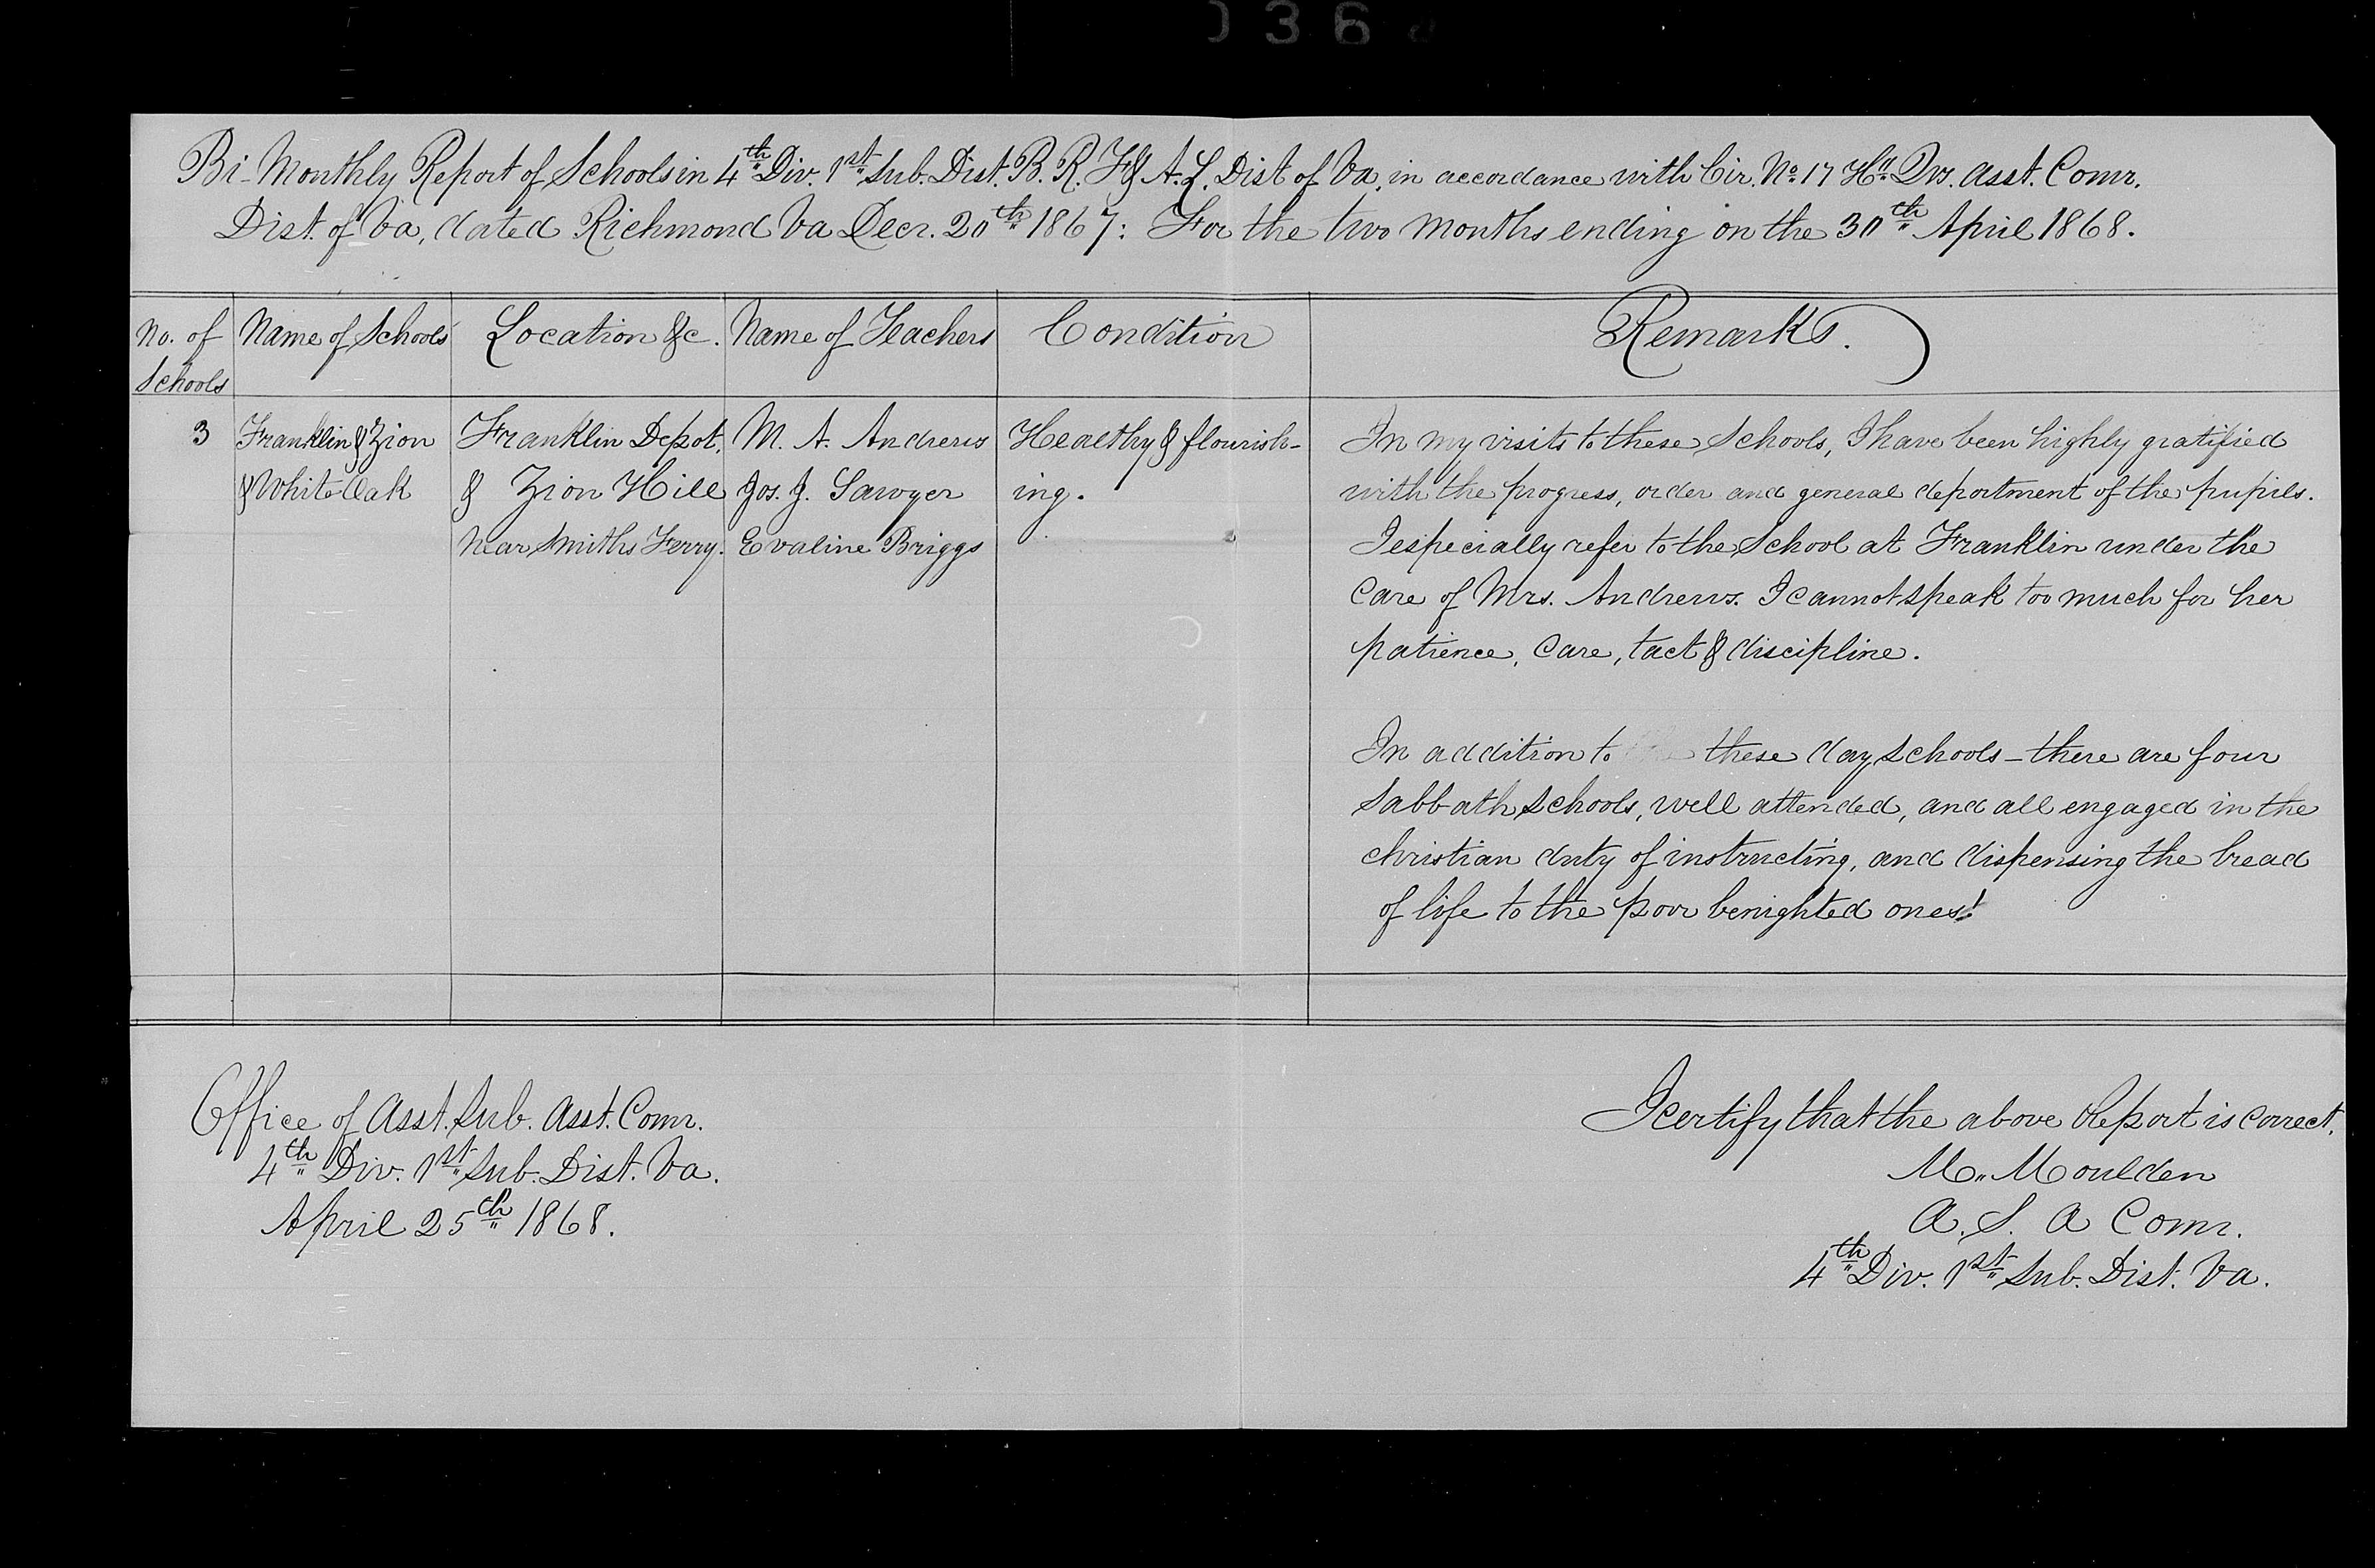 036
Bi-Monthly Report of Schools in 4th Div. 1st Sub. Dist. B. R. F & A. L. Dist of Va, in accordance with Cir. No. 17 Hd. Qrs. Asst. Comr.
Dist. of Va, dated Richmond Va Decr. 20th 1867: For the two months ending on the 30th April 1868.
No. of Schools
Name of Schools
Location &c.
Name of Teachers
Condition
Remarks.
3
Franklin & Zion
& White Oak
Franklin Depot,
& Zion Hill
Near Smiths Ferry.
M. A. Andrews
Jos. J. Sawyer
Evaline Briggs
Healthy & flourish-
ing.
In my visits to these Schools, I have been highly gratified
with the progress, order and general deportment of the pupils.
I especially refer to the School at Franklin under the
care of Mrs. Andrews. I cannot speak too much for her
patience, care, tact & discipline.
In addition to these day schools – there are four
Sabbath Schools, well attended, and all engaged in the
christian duty of instructing, and dispensing the bread
of life to the poor benighted ones!
Office of Asst. Sub. Asst. Comr.
4th Div. 1st Sub. Dist. Va.
April 25th 1868.
I certify that the above Report is correct.
M. Moulden
A. S. A Comr.
4th Div. 1st Sub. Dist. Va.